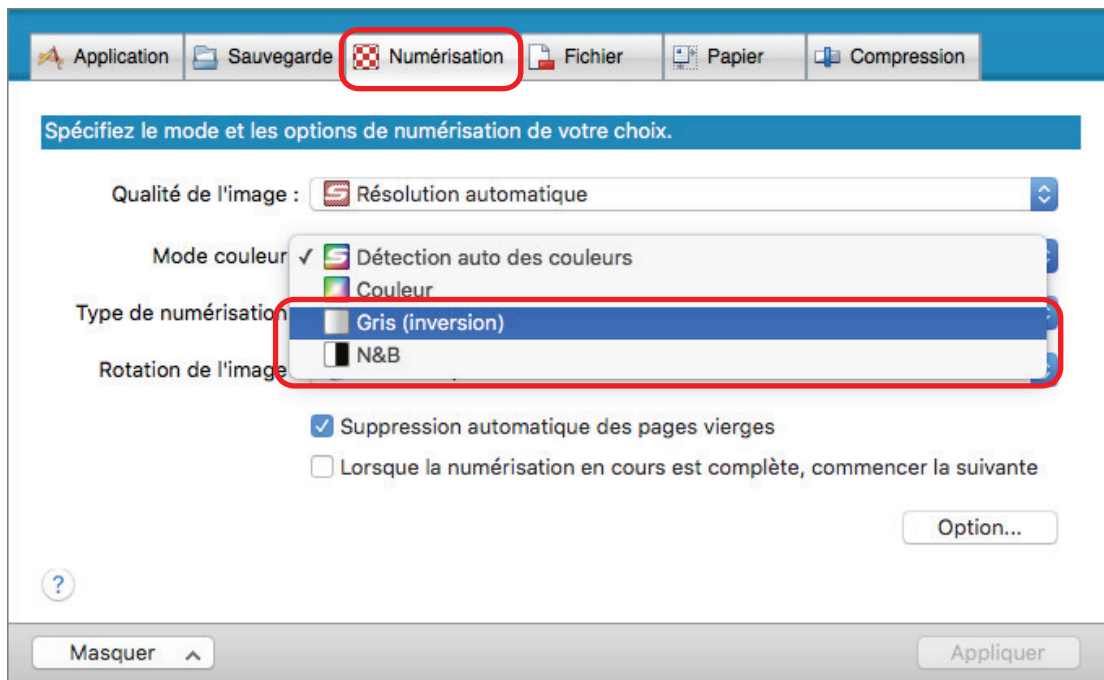 Application Sauvegarde Numérisation Fichier Papier Compression
Spécifiez le mode et les options de numérisation de votre choix.
Qualité de l'image : Résolution automatique
Mode couleur ✓ Détection auto des couleurs
Couleur
Type de numérisation
Gris (inversion)
N&B
Rotation de l'image
Suppression automatique des pages vierges
Lorsque la numérisation en cours est complète, commencer la suivante
Option...
?
Masquer Appliquer